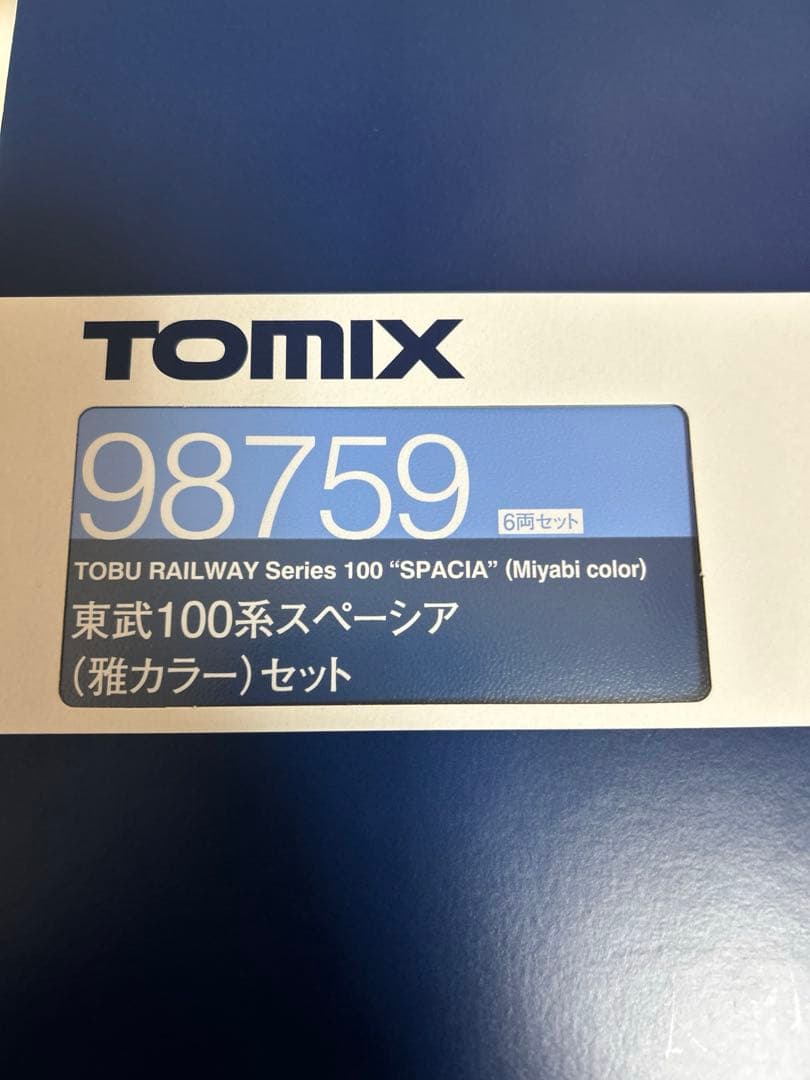 TOMIX
98759 6両セット
TOBU RAILWAY Series 100 “SPACIA” (Miyabi color)
東武100系スペーシア
(雅カラー)セット